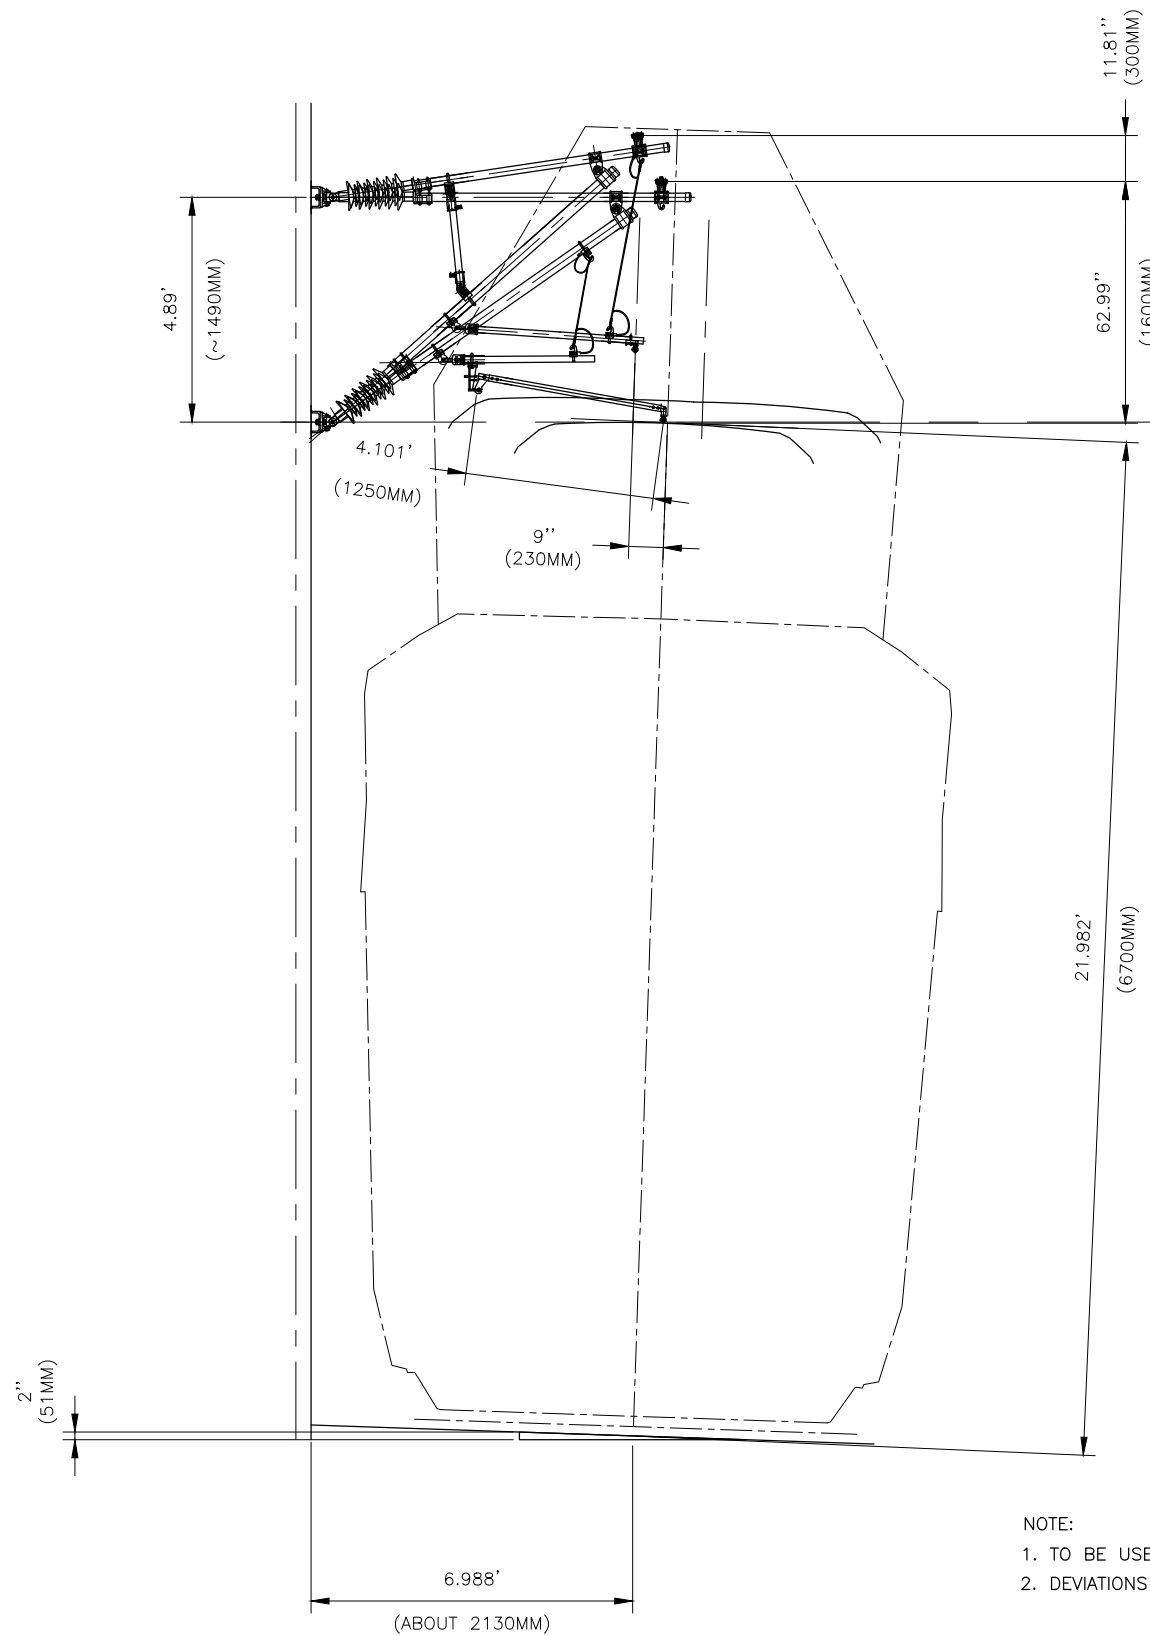 11.81''
(300MM)
4.89'
(~1490MM)
62.99''
(1600MM)
4.101'
(1250MM)
9''
(230MM)
21.982'
(6700MM)
2''
(51MM)
6.988'
(ABOUT 2130MM)
NOTE:
1. TO BE USE
2. DEVIATIONS